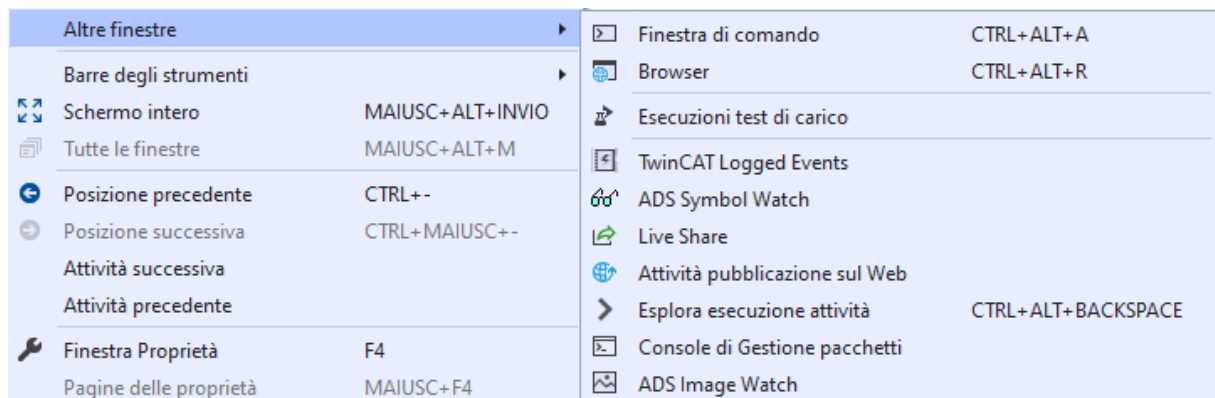 Altre finestre
Barre degli strumenti
Schermo intero MAIUSC+ALT+INVIO
Tutte le finestre MAIUSC+ALT+M
Posizione precedente CTRL+-
Posizione successiva CTRL+MAIUSC+-
Attività successiva
Attività precedente
Finestra Proprietà F4
Pagine delle proprietà MAIUSC+F4
Finestra di comando CTRL+ALT+A
Browser CTRL+ALT+R
Esecuzioni test di carico
TwinCAT Logged Events
ADS Symbol Watch
Live Share
Attività pubblicazione sul Web
Esplora esecuzione attività CTRL+ALT+BACKSPACE
Console di Gestione pacchetti
ADS Image Watch